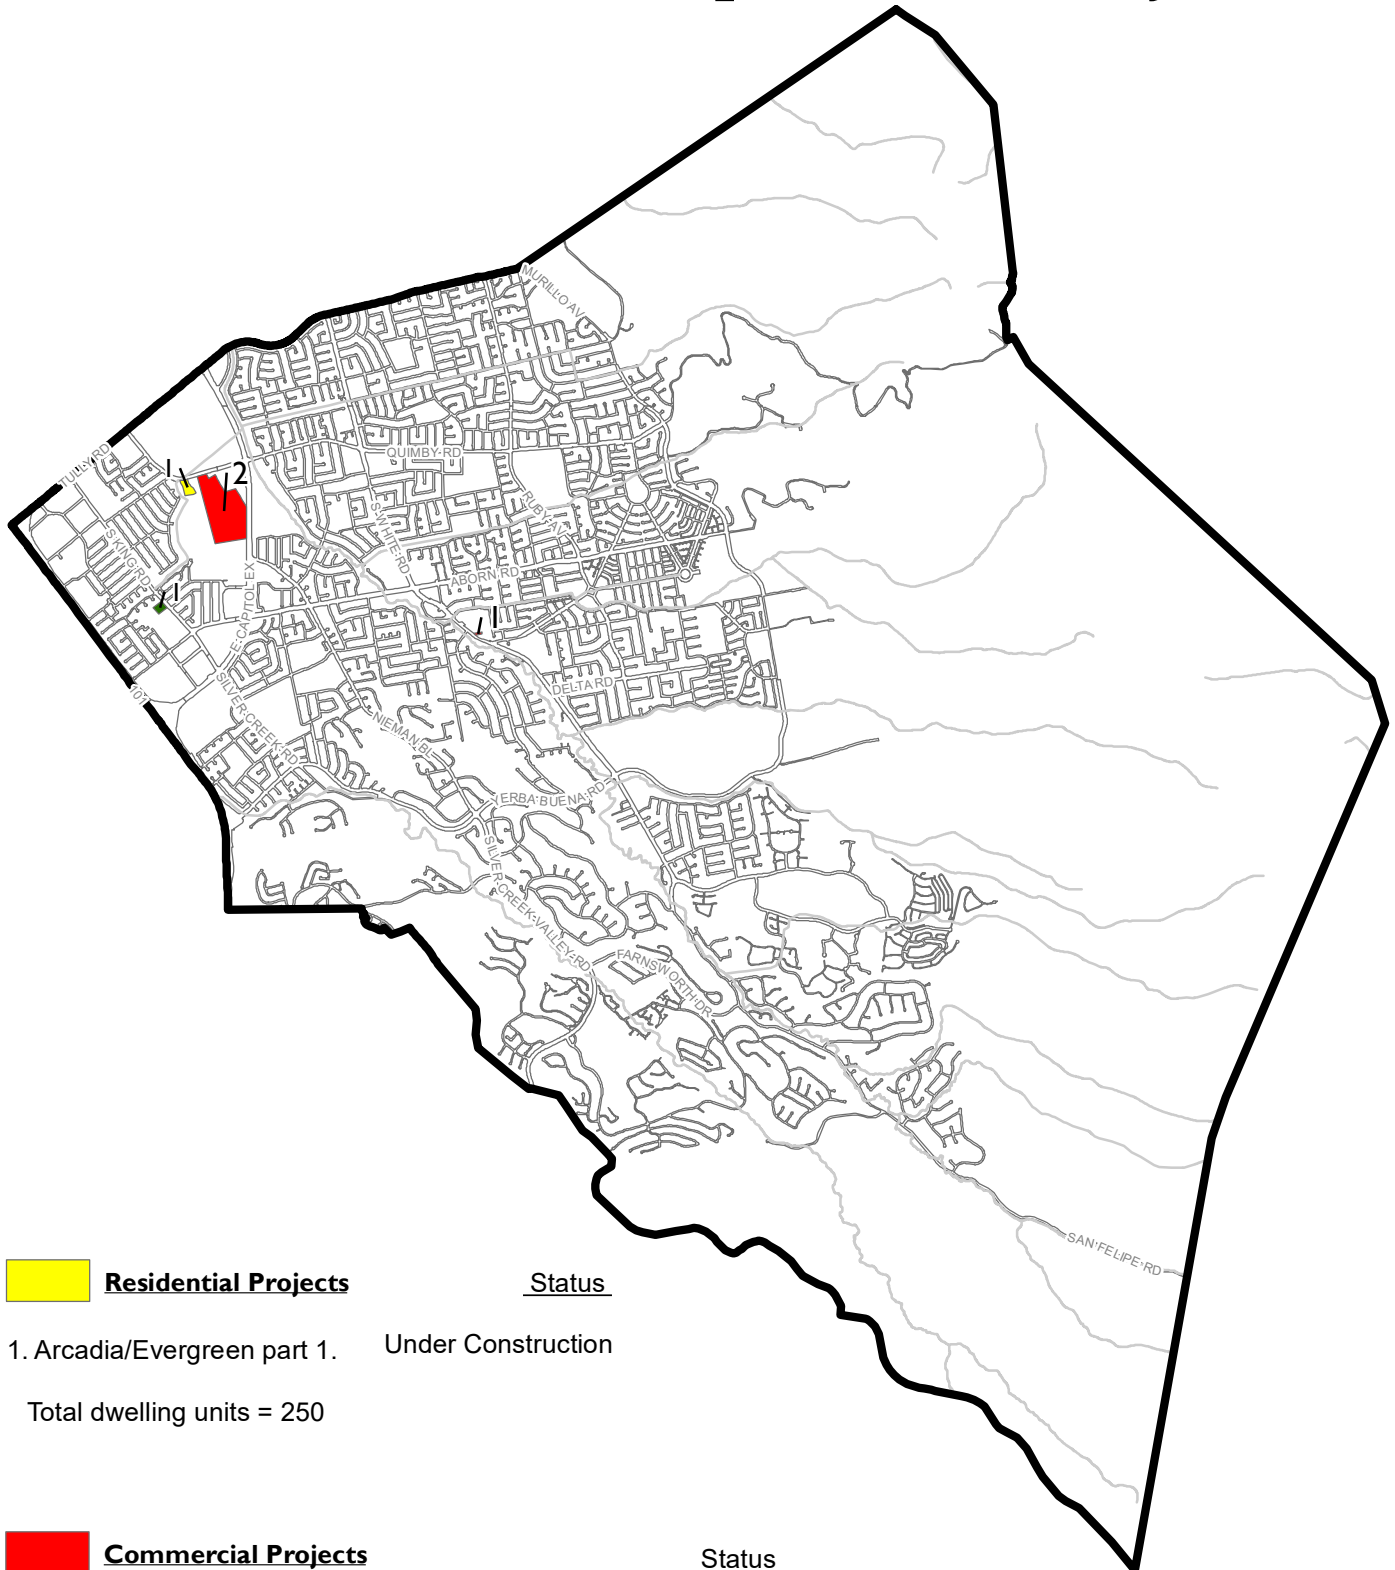 MURILLO AV
TULLY RD
1
2
QUIMBY RD
S KING RD
S WHITE RD
RUBY AV
1
ABORN RD
E CAPITOL EX
1
101
SILVER CREEK RD
DELTA RD
NIEMAN BL
YERBA BUENA RD
SILVER CREEK VALLEY RD
FARNSWORTH DR
SAN FELIPE RD
Residential Projects Status
1. Arcadia/Evergreen part 1. Under Construction
Total dwelling units = 250
Commercial Projects Status